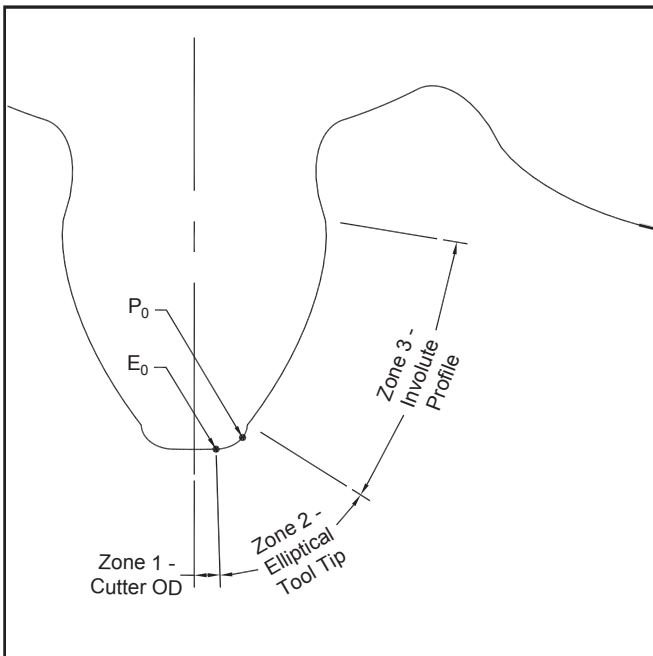 P0
E0
Zone 3 -
Involute
Profile
Zone 2 -
Elliptical
Tool Tip
Zone 1 -
Cutter OD